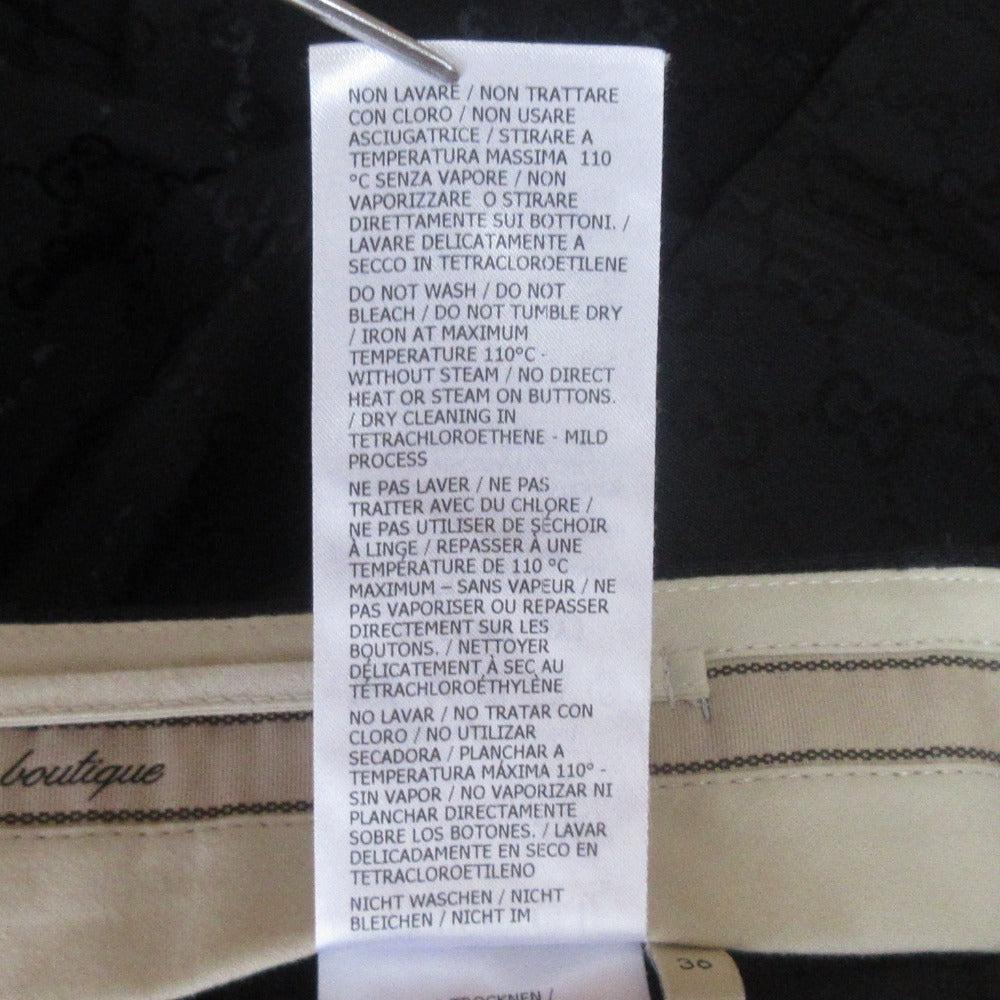 NON LAVARE / NON TRATTARE
CON CLORO / NON USARE
ASCIUGATRICE / STIRARE A
TEMPERATURA MASSIMA 110
°C SENZA VAPORE / NON
VAPORIZZARE O STIRARE
DIRETTAMENTE SUI BOTTONI. /
LAVARE DELICATAMENTE A
SECCO IN TETRACLOROETILENE
DO NOT WASH / DO NOT
BLEACH / DO NOT TUMBLE DRY
/ IRON AT MAXIMUM
TEMPERATURE 110°C -
WITHOUT STEAM / NO DIRECT
HEAT OR STEAM ON BUTTONS.
/ DRY CLEANING IN
TETRACHLOROETHENE - MILD
PROCESS
NE PAS LAVER / NE PAS
TRAITER AVEC DU CHLORE /
NE PAS UTILISER DE SÉCHOIR
À LINGE / REPASSER À UNE
TEMPÉRATURE DE 110 °C
MAXIMUM – SANS VAPEUR / NE
PAS VAPORISER OU REPASSER
DIRECTEMENT SUR LES
BOUTONS. / NETTOYER
DÉLICATEMENT À SEC AU
TÉTRACHLOROÉTHYLÈNE
NO LAVAR / NO TRATAR CON
CLORO / NO UTILIZAR
SECADORA / PLANCHAR A
TEMPERATURA MÁXIMA 110° -
SIN VAPOR / NO VAPORIZAR NI
PLANCHAR DIRECTAMENTE
SOBRE LOS BOTONES. / LAVAR
DELICADAMENTE EN SECO EN
TETRACLOROETILENO
NICHT WASCHEN / NICHT
BLEICHEN / NICHT IM
TROCKNEN /
boutique
36